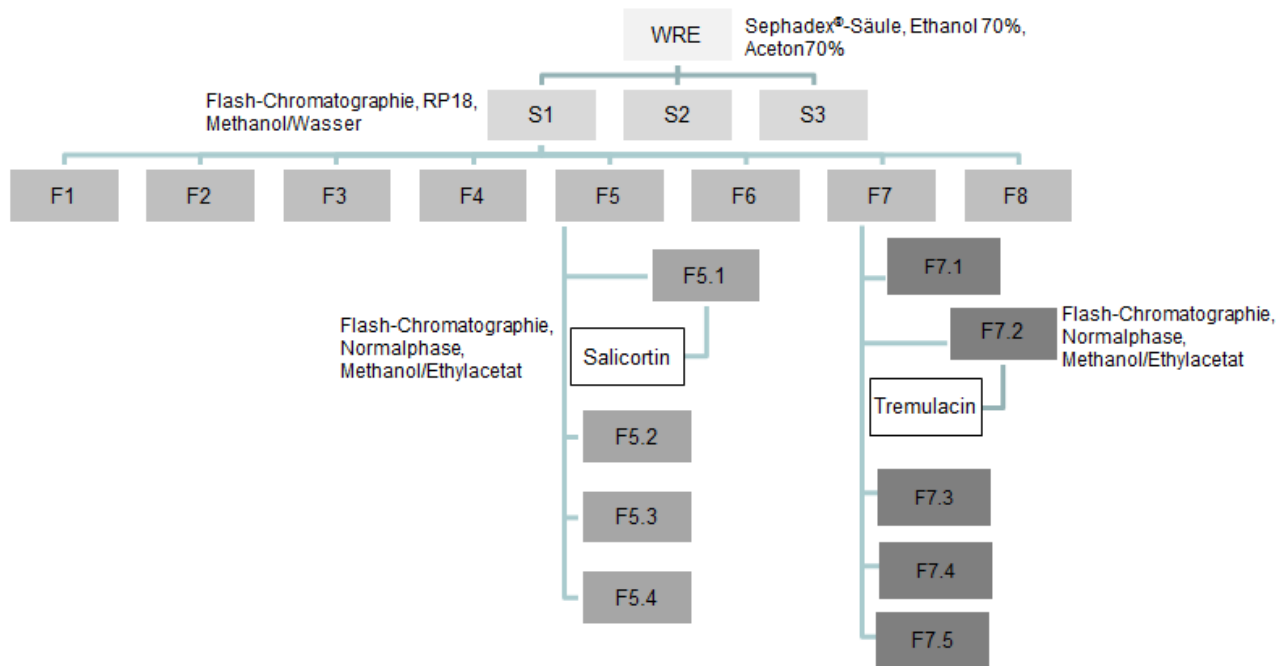 WRE
Sephadex®-Säule, Ethanol 70%,
Aceton70%
Flash-Chromatographie, RP18,
Methanol/Wasser
S1
S2
S3
F1
F2
F3
F4
F5
F6
F7
F8
F5.1
Flash-Chromatographie,
Normalphase,
Methanol/Ethylacetat
Salicortin
F5.2
F5.3
F5.4
F7.1
F7.2
Flash-Chromatographie,
Normalphase,
Methanol/Ethylacetat
Tremulacin
F7.3
F7.4
F7.5